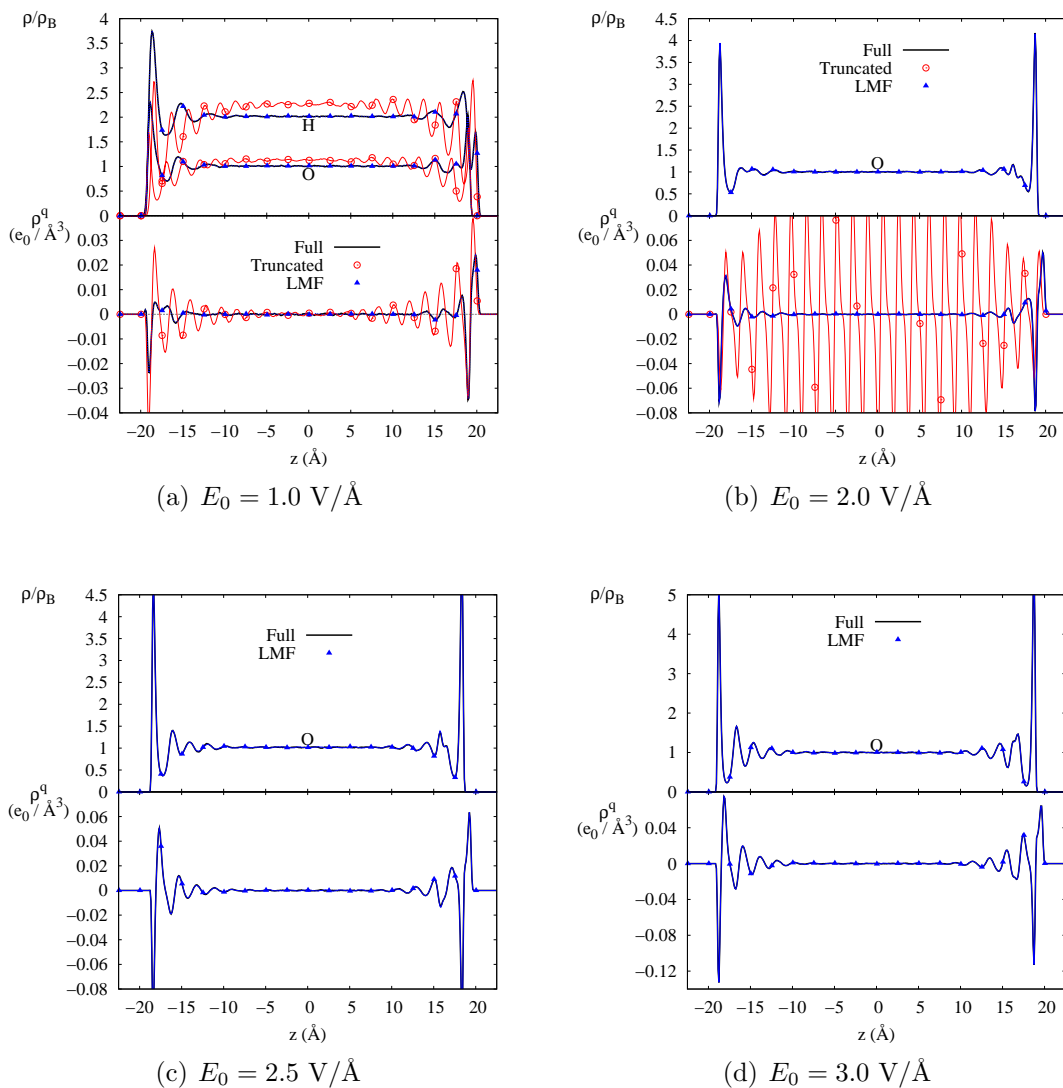 ρ/ρB
4
3.5
3
2.5
2
1.5
1
0.5
0
H
O
ρq
(e0 / Å3)
0.03
0.02
0.01
0
−0.01
−0.02
−0.03
−0.04
Full
Truncated
LMF
−20 −15 −10 −5 0 5 10 15 20
z (Å)
(a) E0 = 1.0 V/Å
ρ/ρB
4.5
4
3.5
3
2.5
2
1.5
1
0.5
0
Full
Truncated
LMF
O
ρq
(e0 / Å3)
0.06
0.04
0.02
0
−0.02
−0.04
−0.06
−0.08
−20 −15 −10 −5 0 5 10 15 20
z (Å)
(b) E0 = 2.0 V/Å
ρ/ρB
4.5
4
3.5
3
2.5
2
1.5
1
0.5
0
Full
LMF
O
ρq
(e0 / Å3)
0.06
0.04
0.02
0
−0.02
−0.04
−0.06
−0.08
−20 −15 −10 −5 0 5 10 15 20
z (Å)
(c) E0 = 2.5 V/Å
ρ/ρB
5
4
3
2
1
0
Full
LMF
O
ρq
(e0 / Å3)
0.04
0
−0.04
−0.08
−0.12
−20 −15 −10 −5 0 5 10 15 20
z (Å)
(d) E0 = 3.0 V/Å